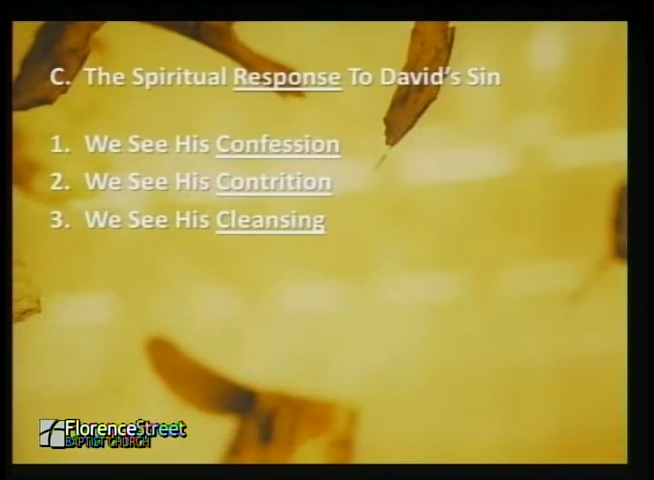 C. The Spiritual Response To David's Sin
1. We See His Confession
2. We See His Contrition
3. We See His Cleansing
FlorenceStreet
BAPTIST CHURCH